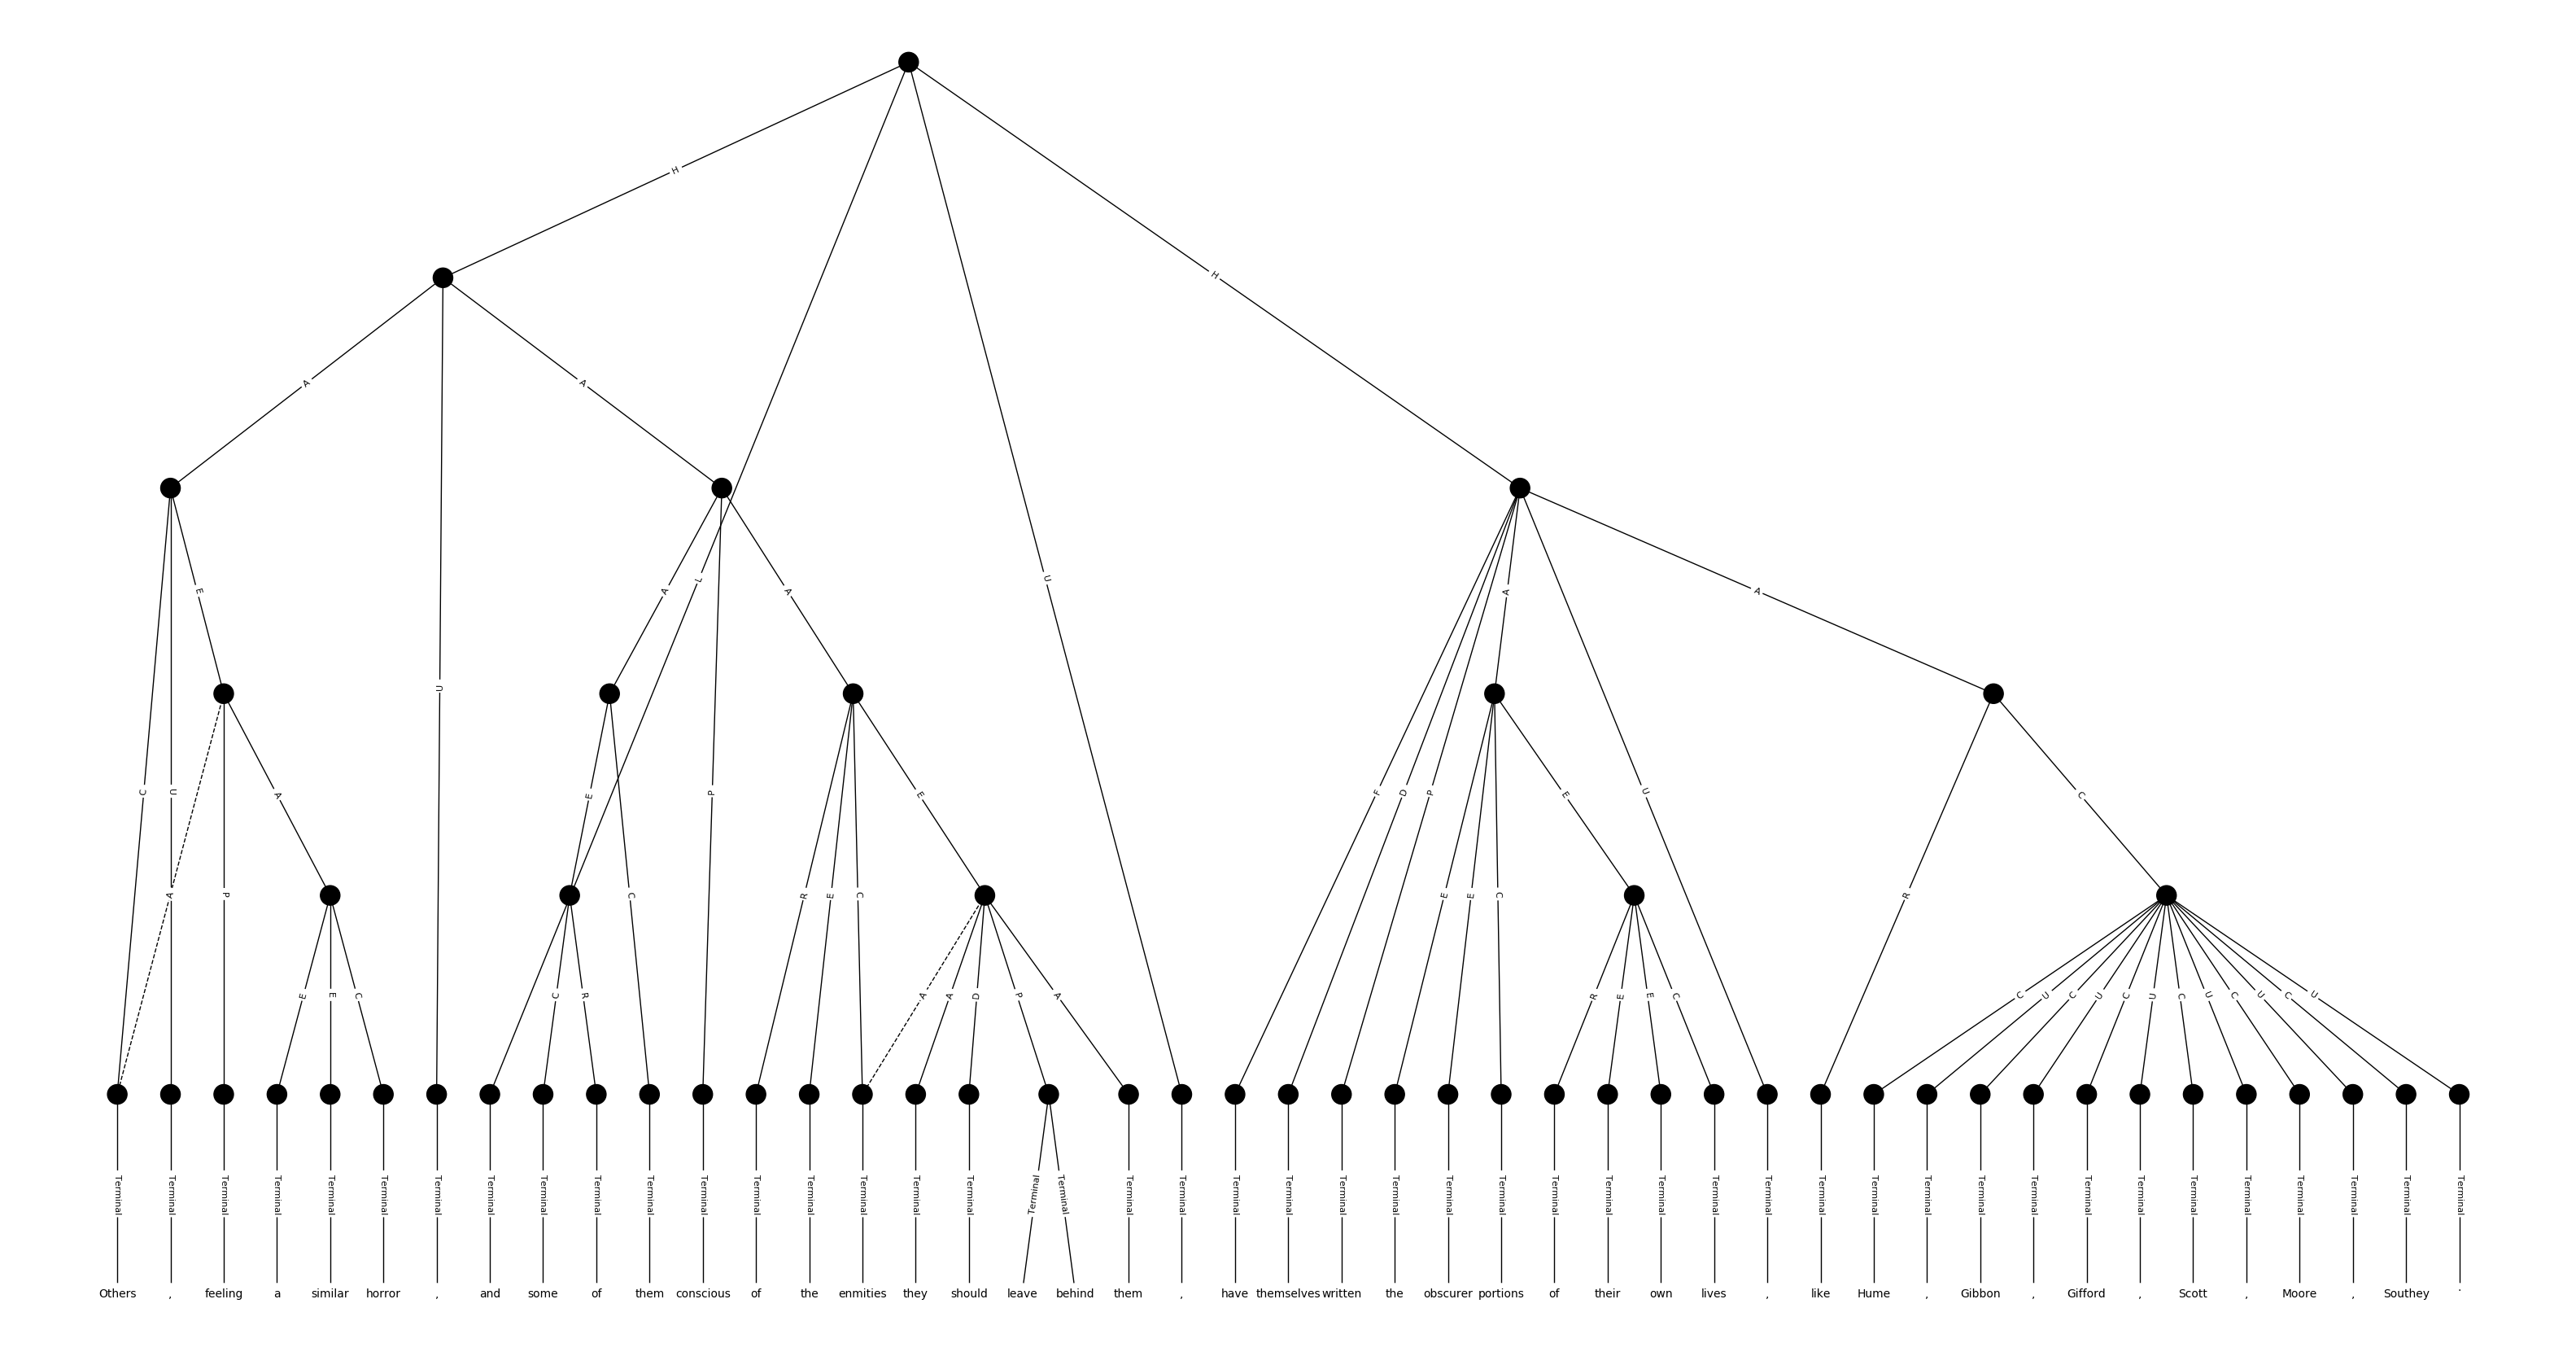 H
H
A
A
L
E
A
A
U
A
A
U
C
U
A
E
C
P
E
F
D
P
E
U
C
A
A
P
R
E
C
E
E
C
R
E
E
C
C
R
A
A
D
P
A
R
E
E
C
C
U
C
U
C
U
C
U
C
U
C
U
Terminal Terminal Terminal Terminal Terminal Terminal Terminal Terminal Terminal Terminal Terminal Terminal Terminal Terminal Terminal Terminal Terminal Terminal Terminal Terminal Terminal Terminal Terminal Terminal Terminal Terminal Terminal Terminal Terminal Terminal Terminal Terminal Terminal Terminal Terminal Terminal Terminal Terminal Terminal Terminal Terminal Terminal Terminal Terminal Terminal
Others , feeling a similar horror , and some of them conscious of the enmities they should leave behind them , have themselves written the obscurer portions of their own lives , like Hume , Gibbon , Gifford , Scott , Moore , Southey .